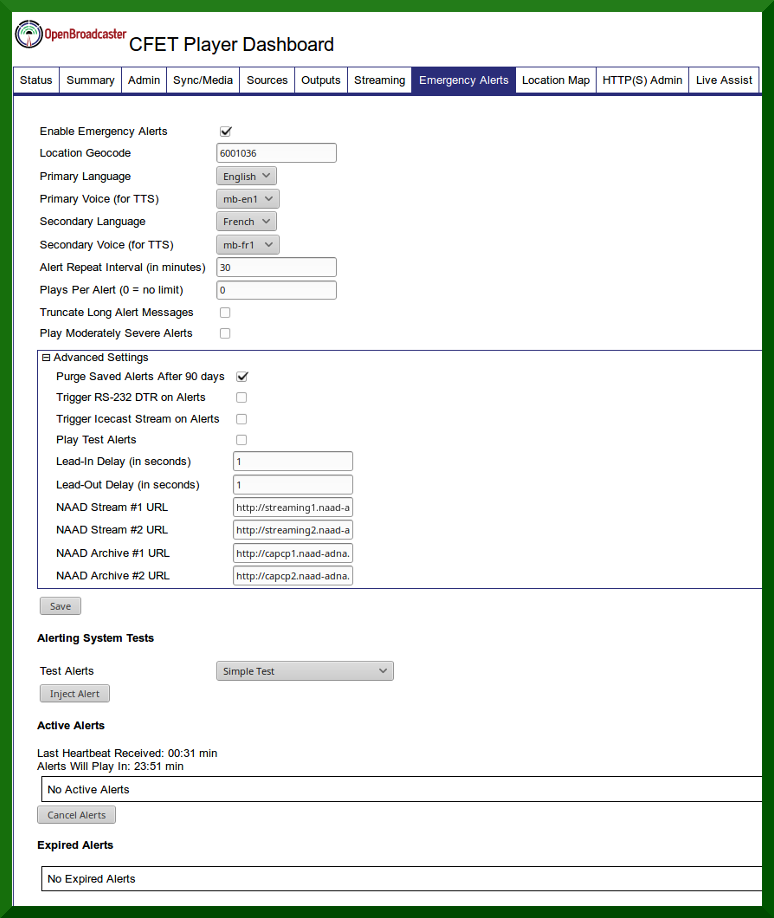 OpenBroadcaster CFET Player Dashboard
Status Summary Admin Sync/Media Sources Outputs Streaming Emergency Alerts Location Map HTTP(S) Admin Live Assist
Enable Emergency Alerts
Location Geocode 6001036
Primary Language English
Primary Voice (for TTS) mb-en1
Secondary Language French
Secondary Voice (for TTS) mb-fr1
Alert Repeat Interval (in minutes) 30
Plays Per Alert (0 = no limit) 0
Truncate Long Alert Messages
Play Moderately Severe Alerts
Advanced Settings
Purge Saved Alerts After 90 days
Trigger RS-232 DTR on Alerts
Trigger Icecast Stream on Alerts
Play Test Alerts
Lead-In Delay (in seconds) 1
Lead-Out Delay (in seconds) 1
NAAD Stream #1 URL http://streaming1.naad-a
NAAD Stream #2 URL http://streaming2.naad-a
NAAD Archive #1 URL http://capcp1.naad-adna.
NAAD Archive #2 URL http://capcp2.naad-adna.
Save
Alerting System Tests
Test Alerts Simple Test
Inject Alert
Active Alerts
Last Heartbeat Received: 00:31 min
Alerts Will Play In: 23:51 min
No Active Alerts
Cancel Alerts
Expired Alerts
No Expired Alerts